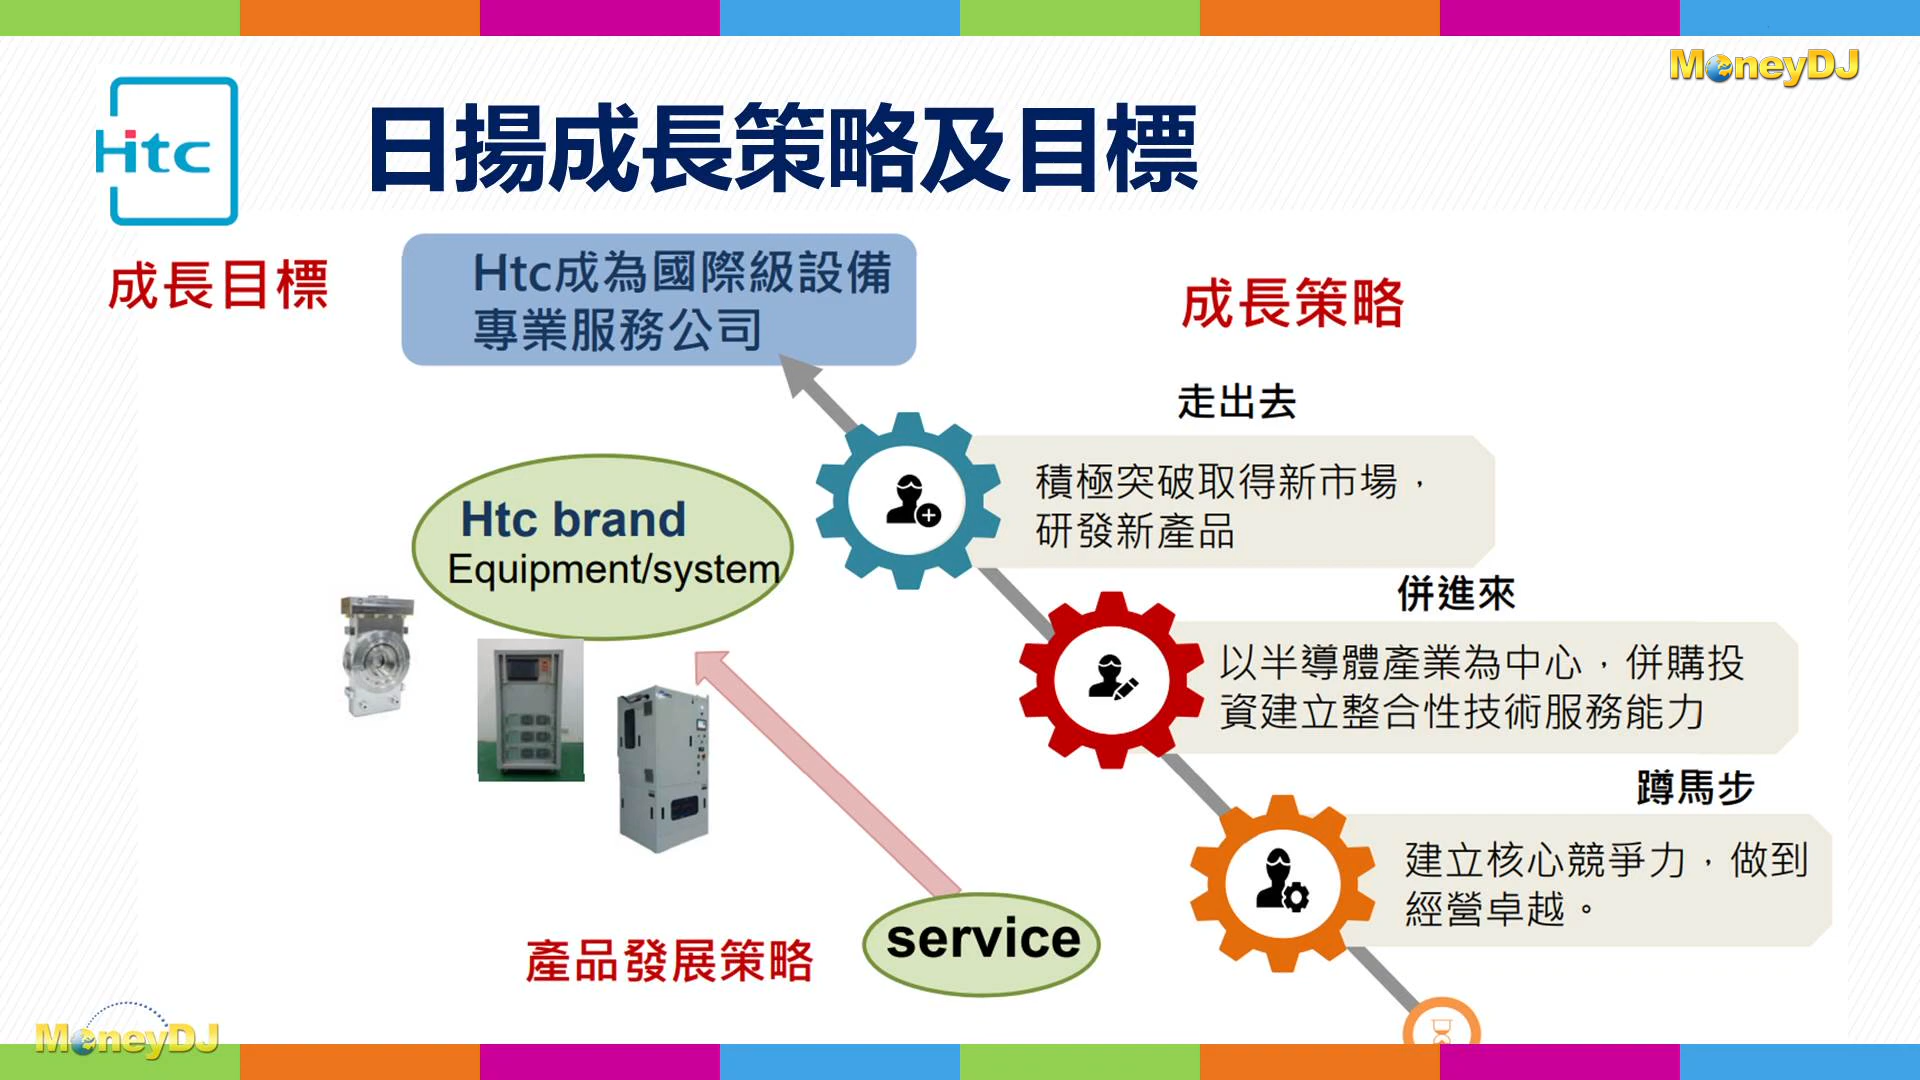 MoneyDJ
Htc
日揚成長策略及目標
成長目標
Htc成為國際級設備
專業服務公司
成長策略
走出去
積極突破取得新市場，
研發新產品
Htc brand
Equipment/system
併進來
以半導體產業為中心，併購投
資建立整合性技術服務能力
蹲馬步
建立核心競爭力，做到
經營卓越。
service
產品發展策略
MoneyDJ